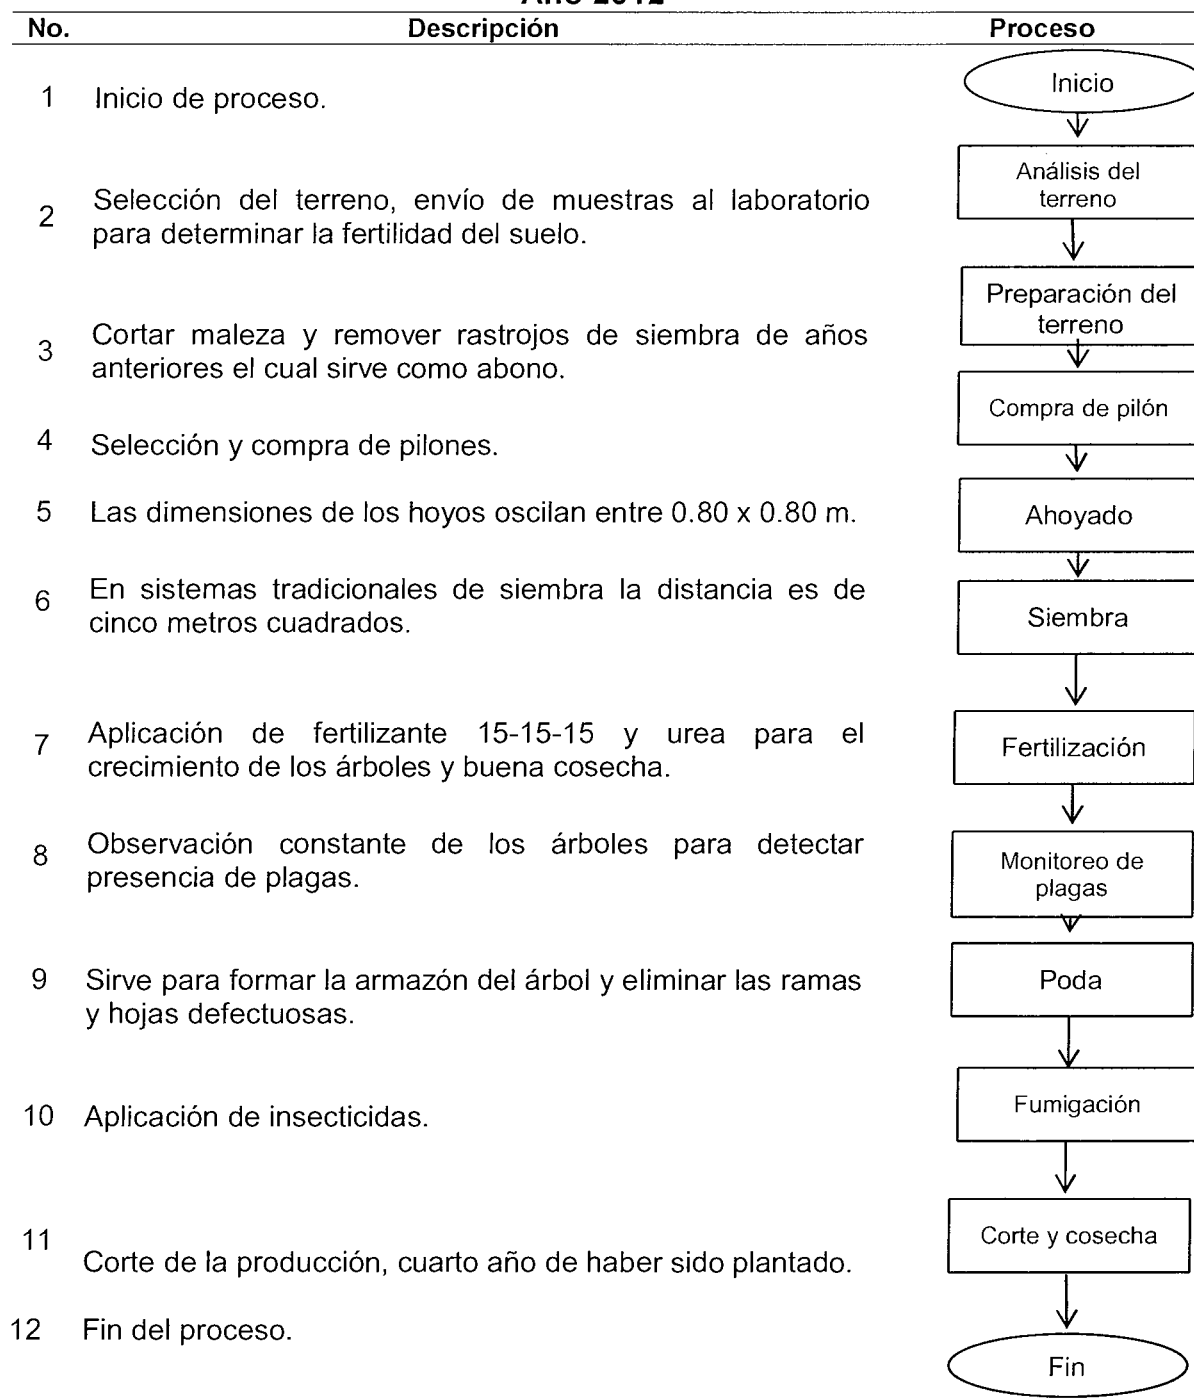 No. Descripción Proceso
Inicio
1 Inicio de proceso.
Análisis del
terreno
2 Selección del terreno, envío de muestras al laboratorio
para determinar la fertilidad del suelo.
Preparación del
terreno
3 Cortar maleza y remover rastrojos de siembra de años
anteriores el cual sirve como abono.
Compra de pilón
4 Selección y compra de pilones.
5 Las dimensiones de los hoyos oscilan entre 0.80 x 0.80 m.
Ahoyado
6 En sistemas tradicionales de siembra la distancia es de
cinco metros cuadrados.
Siembra
7 Aplicación de fertilizante 15-15-15 y urea para el
crecimiento de los árboles y buena cosecha.
Fertilización
8 Observación constante de los árboles para detectar
presencia de plagas.
Monitoreo de
plagas
9 Sirve para formar la armazón del árbol y eliminar las ramas
y hojas defectuosas.
Poda
10 Aplicación de insecticidas.
Fumigación
11 Corte de la producción, cuarto año de haber sido plantado.
Corte y cosecha
12 Fin del proceso.
Fin